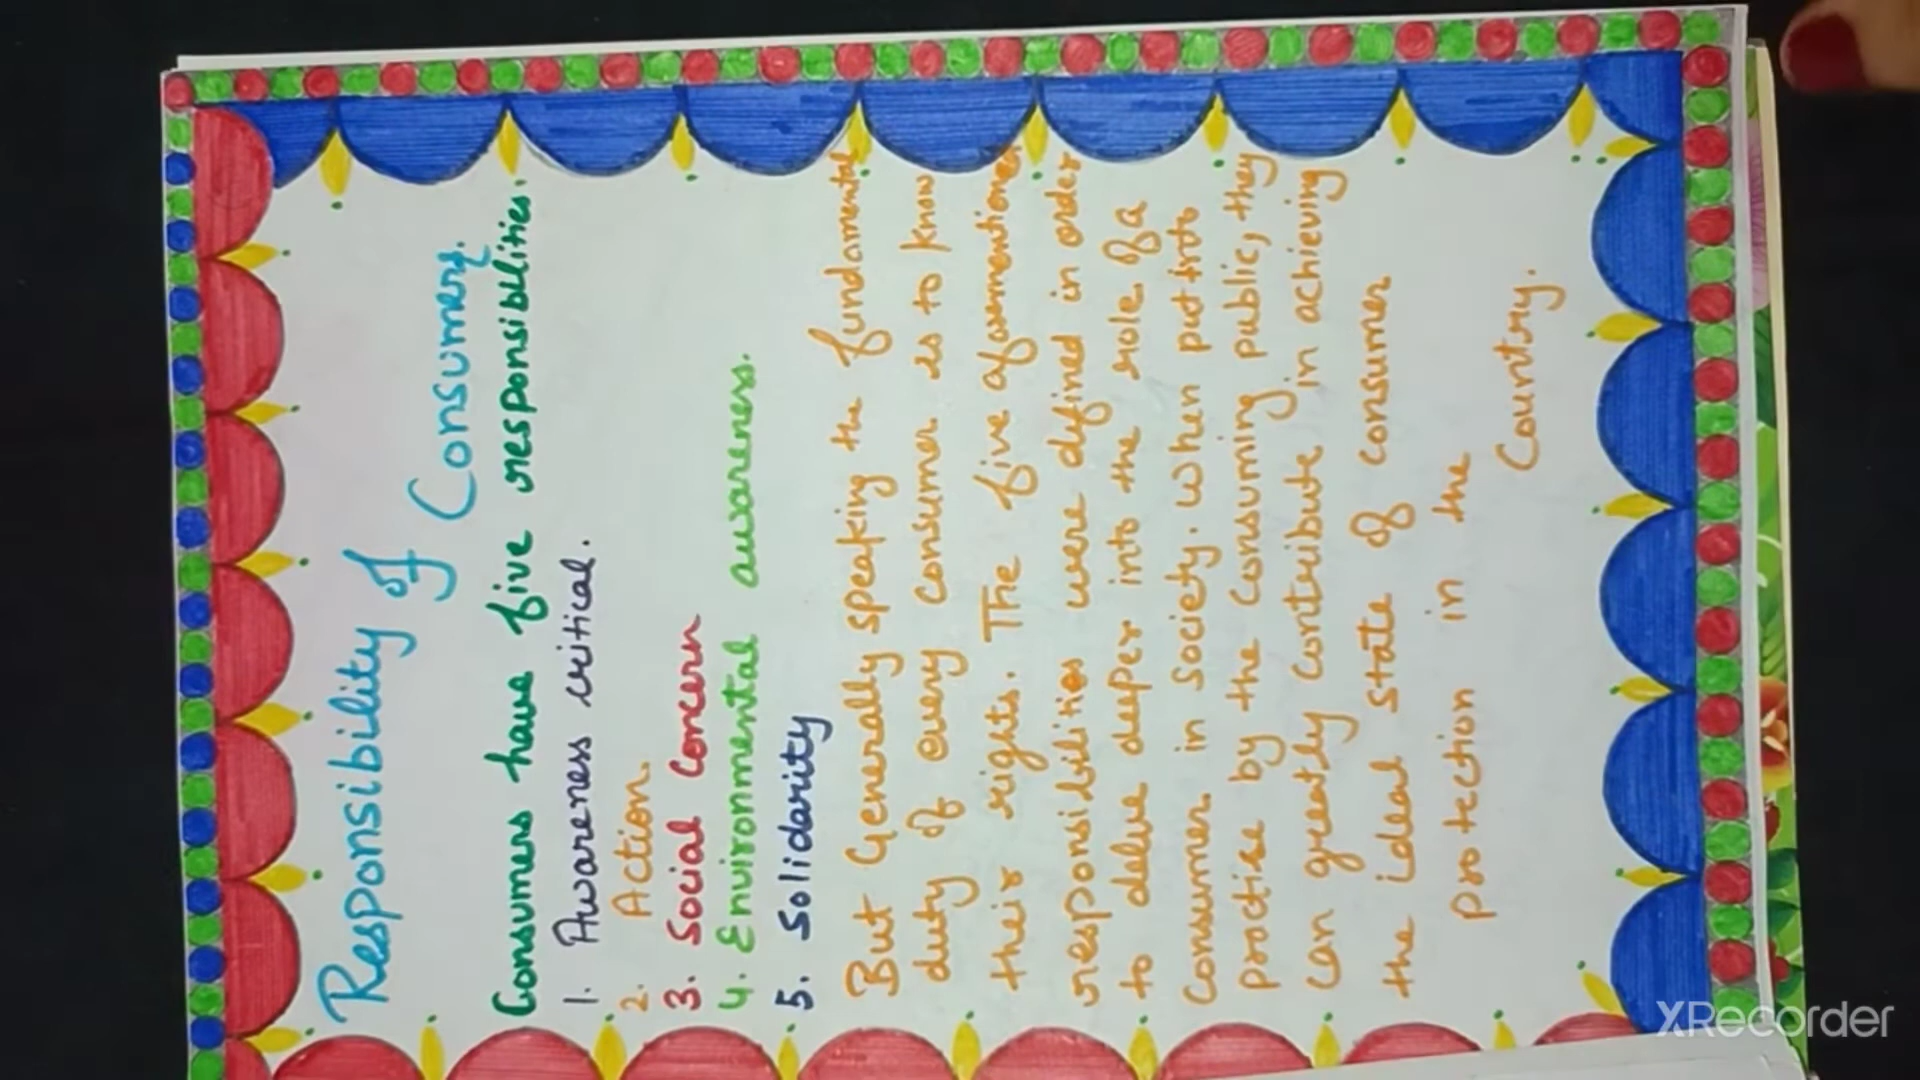 Responsibility of
Consumers.
Consumers have five responsiblities.
1. Awareness critical.
2. Action.
3. Social Concern
4. Environmental awareness.
5. Solidarity
But Generally speaking the fundamental
duty of every consumer is to know
their rights. The five aforementioned
responsibilities were defined in order
to delve deeper into the role of a
Consumer in society. When put into
practise by the Consuming public, they
can greatly contribute in achieving
the ideal state of consumer
protection in the
Country.
XRecorder